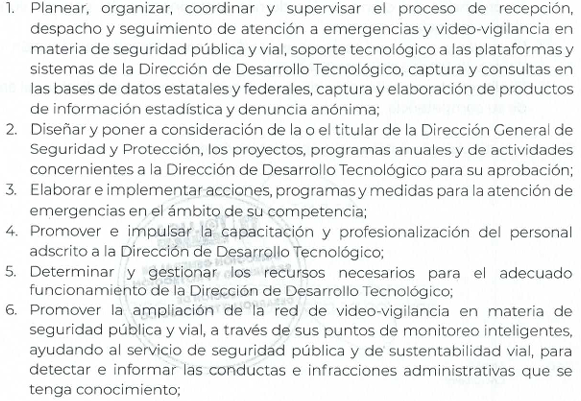 1. Planear, organizar, coordinar y supervisar el proceso de recepción,
despacho y seguimiento de atención a emergencias y video-vigilancia en
materia de seguridad pública y vial, soporte tecnológico a las plataformas y
sistemas de la Dirección de Desarrollo Tecnológico, captura y consultas en
las bases de datos estatales y federales, captura y elaboración de productos
de información estadística y denuncia anónima;
2. Diseñar y poner a consideración de la o el titular de la Dirección General de
Seguridad y Protección, los proyectos, programas anuales y de actividades
concernientes a la Dirección de Desarrollo Tecnológico para su aprobación;
3. Elaborar e implementar acciones, programas y medidas para la atención de
emergencias en el ámbito de su competencia;
4. Promover e impulsar la capacitación y profesionalización del personal
adscrito a la Dirección de Desarrollo Tecnológico;
5. Determinar y gestionar los recursos necesarios para el adecuado
funcionamiento de la Dirección de Desarrollo Tecnológico;
6. Promover la ampliación de la red de video-vigilancia en materia de
seguridad pública y vial, a través de sus puntos de monitoreo inteligentes,
ayudando al servicio de seguridad pública y de sustentabilidad vial, para
detectar e informar las conductas e infracciones administrativas que se
tenga conocimiento;